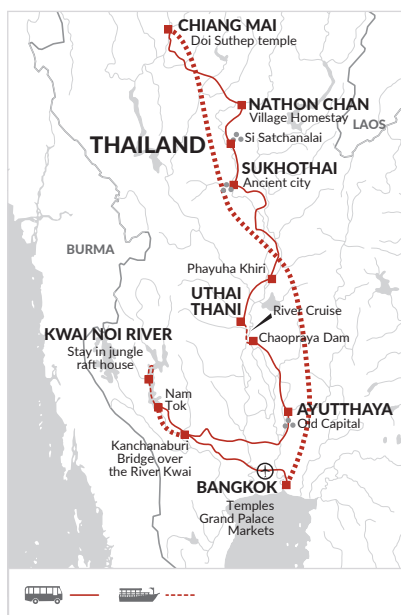 CHIANG MAI
Doi Suthep temple
NATHON CHAN
Village Homestay
LAOS
THAILAND
Si Satchanalai
SUKHOTHAI
Ancient city
BURMA
Phayuha Khiri
UTHAI
THANI
River Cruise
KWAI NOI RIVER
Stay in jungle
raft house
Chaopraya Dam
Nam
Tok
AYUTTHAYA
Old Capital
Kanchanaburi
Bridge over
the River Kwai
BANGKOK
Temples
Grand Palace
Markets